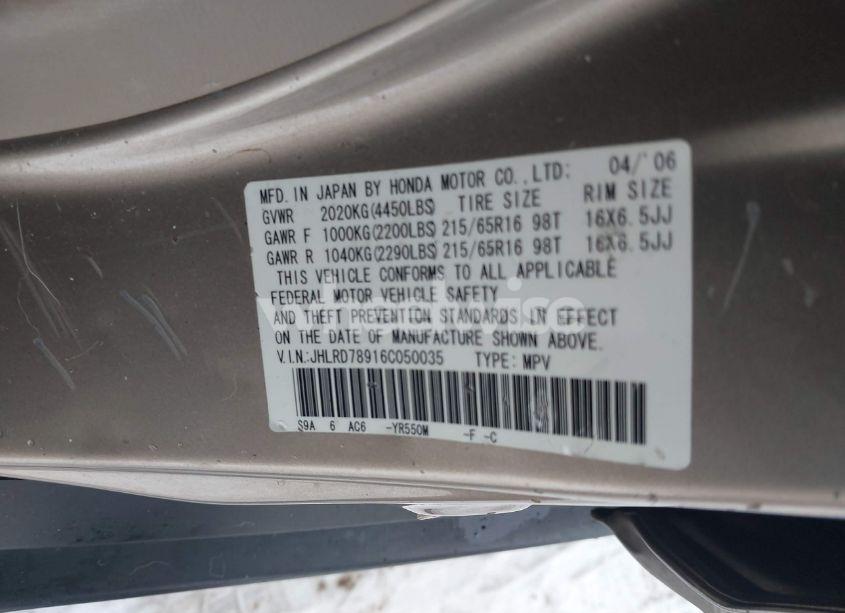 MFD. IN JAPAN BY HONDA MOTOR CO., LTD: 04/'06
GVWR 2020KG(4450LBS) TIRE SIZE RIM SIZE
GAWR F 1000KG(2200LBS) 215/65R16 98T 16X6.5JJ
GAWR R 1040KG(2290LBS) 215/65R16 98T 16X6.5JJ
THIS VEHICLE CONFORMS TO ALL APPLICABLE
FEDERAL MOTOR VEHICLE SAFETY
AND THEFT PREVENTION STANDARDS IN EFFECT
ON THE DATE OF MANUFACTURE SHOWN ABOVE.
V.I.N:JHLRD78916C050035 TYPE: MPV
S9A 6 AC6 -YR550M -F -C